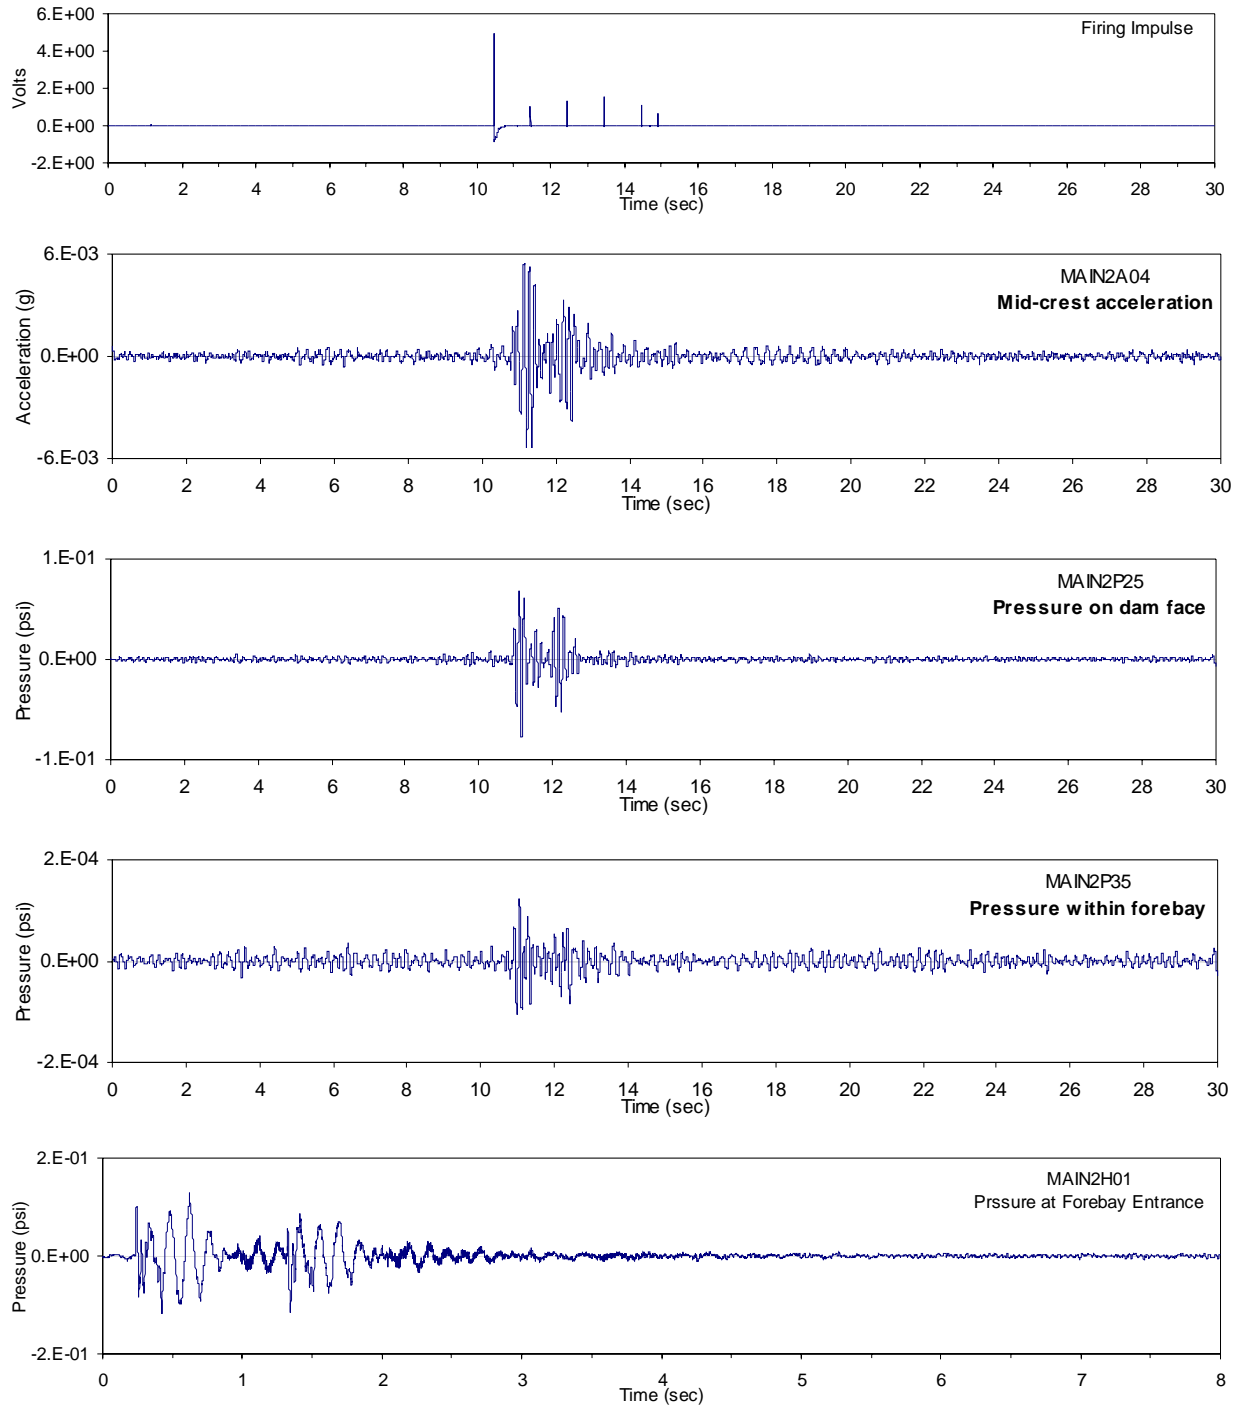 6.E+00
Firing Impulse
4.E+00
Volts
2.E+00
0.E+00
-2.E+00
0 2 4 6 8 10 12 14 16 18 20 22 24 26 28 30
Time (sec)
6.E-03
MAIN2A04
Mid-crest acceleration
Acceleration (g)
0.E+00
-6.E-03
0 2 4 6 8 10 12 14 16 18 20 22 24 26 28 30
Time (sec)
1.E-01
MAIN2P25
Pressure on dam face
Pressure (psi)
0.E+00
-1.E-01
0 2 4 6 8 10 12 14 16 18 20 22 24 26 28 30
Time (sec)
2.E-04
MAIN2P35
Pressure within forebay
Pressure (psi)
0.E+00
-2.E-04
0 2 4 6 8 10 12 14 16 18 20 22 24 26 28 30
Time (sec)
2.E-01
MAIN2H01
Prssure at Forebay Entrance
Pressure (psi)
0.E+00
-2.E-01
0 1 2 3 4 5 6 7 8
Time (sec)